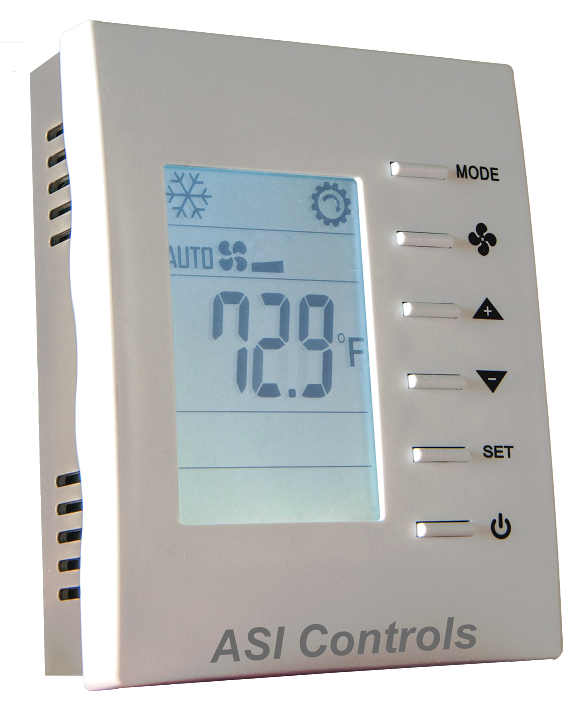 MODE
AUTO
+
72.9 °F
−
SET
ASI Controls